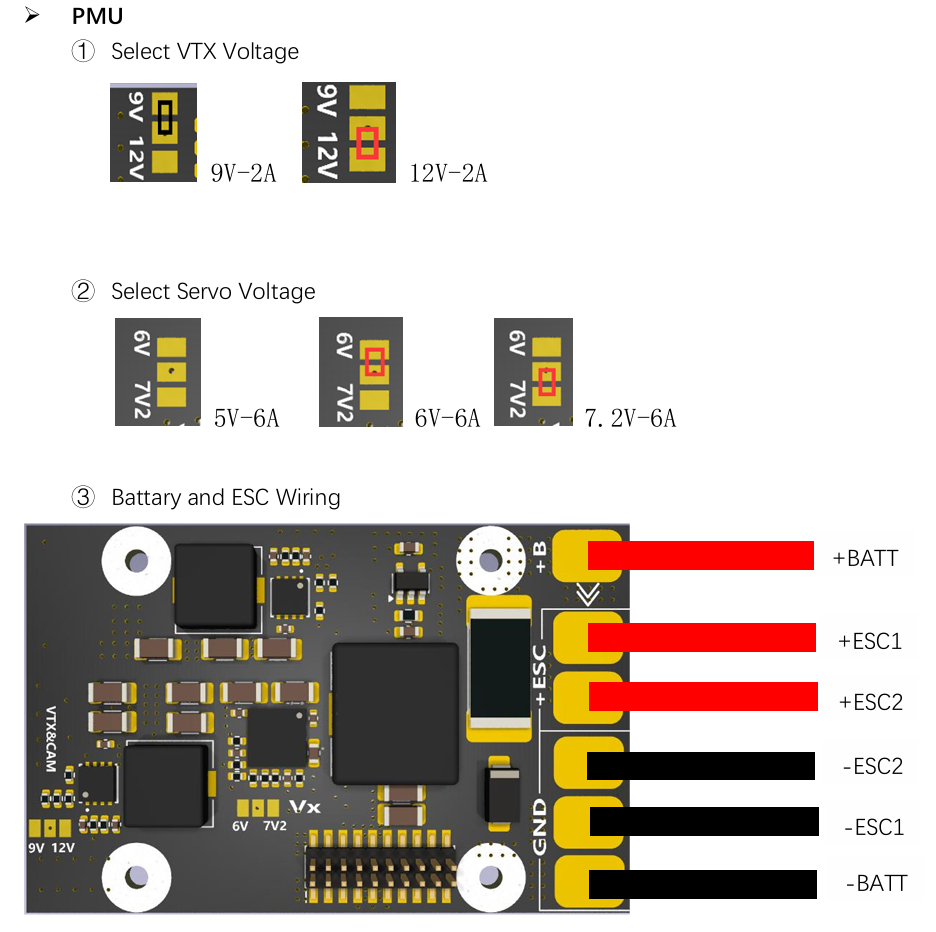 ➢ PMU
① Select VTX Voltage
9V 12V 9V-2A 9V 12V 12V-2A
② Select Servo Voltage
6V 7V2 5V-6A 6V 7V2 6V-6A 6V 7V2 7.2V-6A
③ Battary and ESC Wiring
+B +BATT
+ESC +ESC1
+ESC2
VTX&CAM
-ESC2
Vx
6V 7V2
GND -ESC1
9V 12V
-BATT